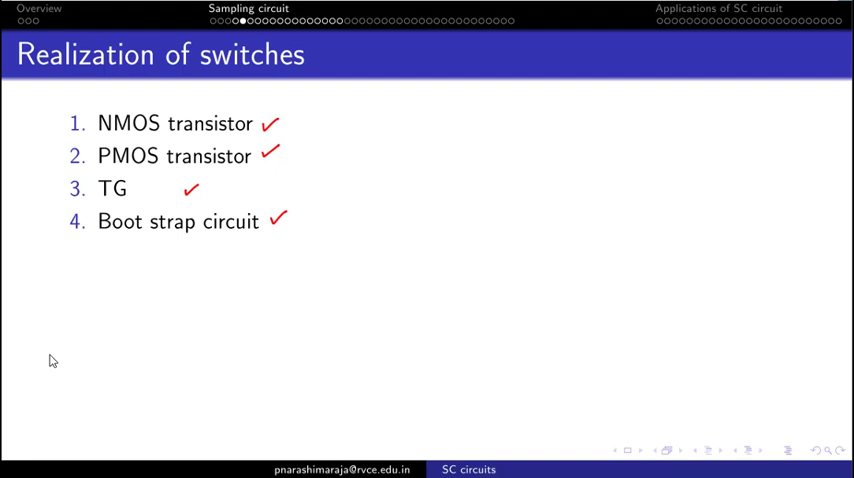 Overview
Sampling circuit
Applications of SC circuit
Realization of switches
1. NMOS transistor
2. PMOS transistor
3. TG
4. Boot strap circuit
pnarashimaraja@rvce.edu.in
SC circuits